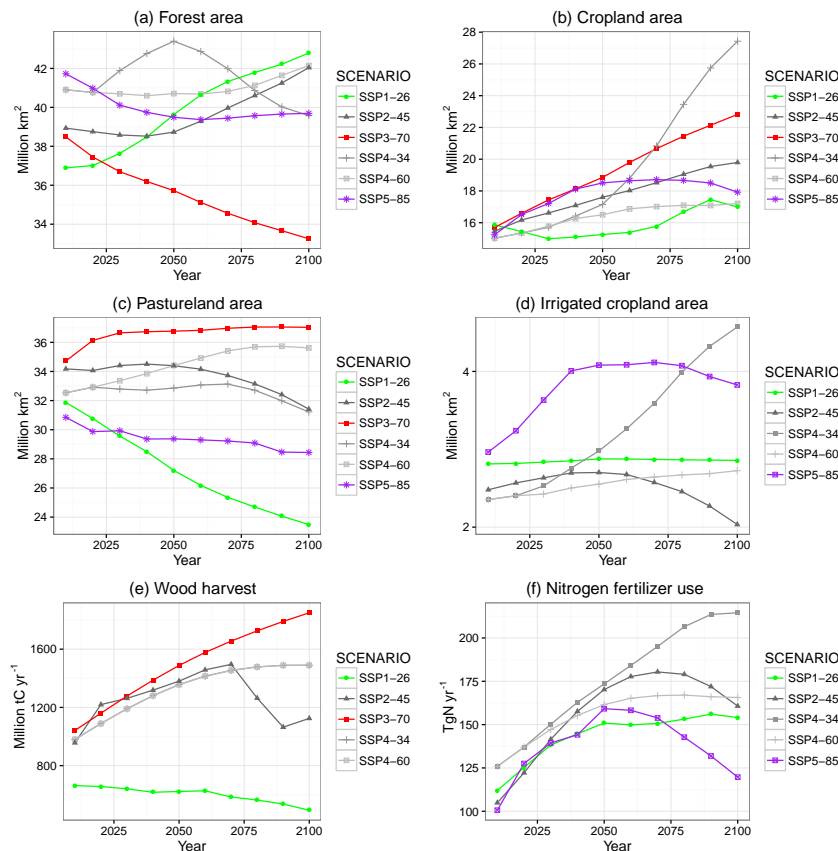 (a) Forest area
42
40
38
36
34
Million km²
2025 2050 2075 2100
Year
SCENARIO
SSP1−26
SSP2−45
SSP3−70
SSP4−34
SSP4−60
SSP5−85
(b) Cropland area
28
26
24
22
20
18
16
Million km²
2025 2050 2075 2100
Year
SCENARIO
SSP1−26
SSP2−45
SSP3−70
SSP4−34
SSP4−60
SSP5−85
(c) Pastureland area
36
34
32
30
28
26
24
Million km²
2025 2050 2075 2100
Year
SCENARIO
SSP1−26
SSP2−45
SSP3−70
SSP4−34
SSP4−60
SSP5−85
(d) Irrigated cropland area
4
2
Million km²
2025 2050 2075 2100
Year
SCENARIO
SSP1−26
SSP2−45
SSP4−34
SSP4−60
SSP5−85
(e) Wood harvest
1600
1200
800
Million tC yr⁻¹
2025 2050 2075 2100
Year
SCENARIO
SSP1−26
SSP2−45
SSP3−70
SSP4−34
SSP4−60
(f) Nitrogen fertilizer use
200
175
150
125
100
TgN yr⁻¹
2025 2050 2075 2100
Year
SCENARIO
SSP1−26
SSP2−45
SSP4−34
SSP4−60
SSP5−85